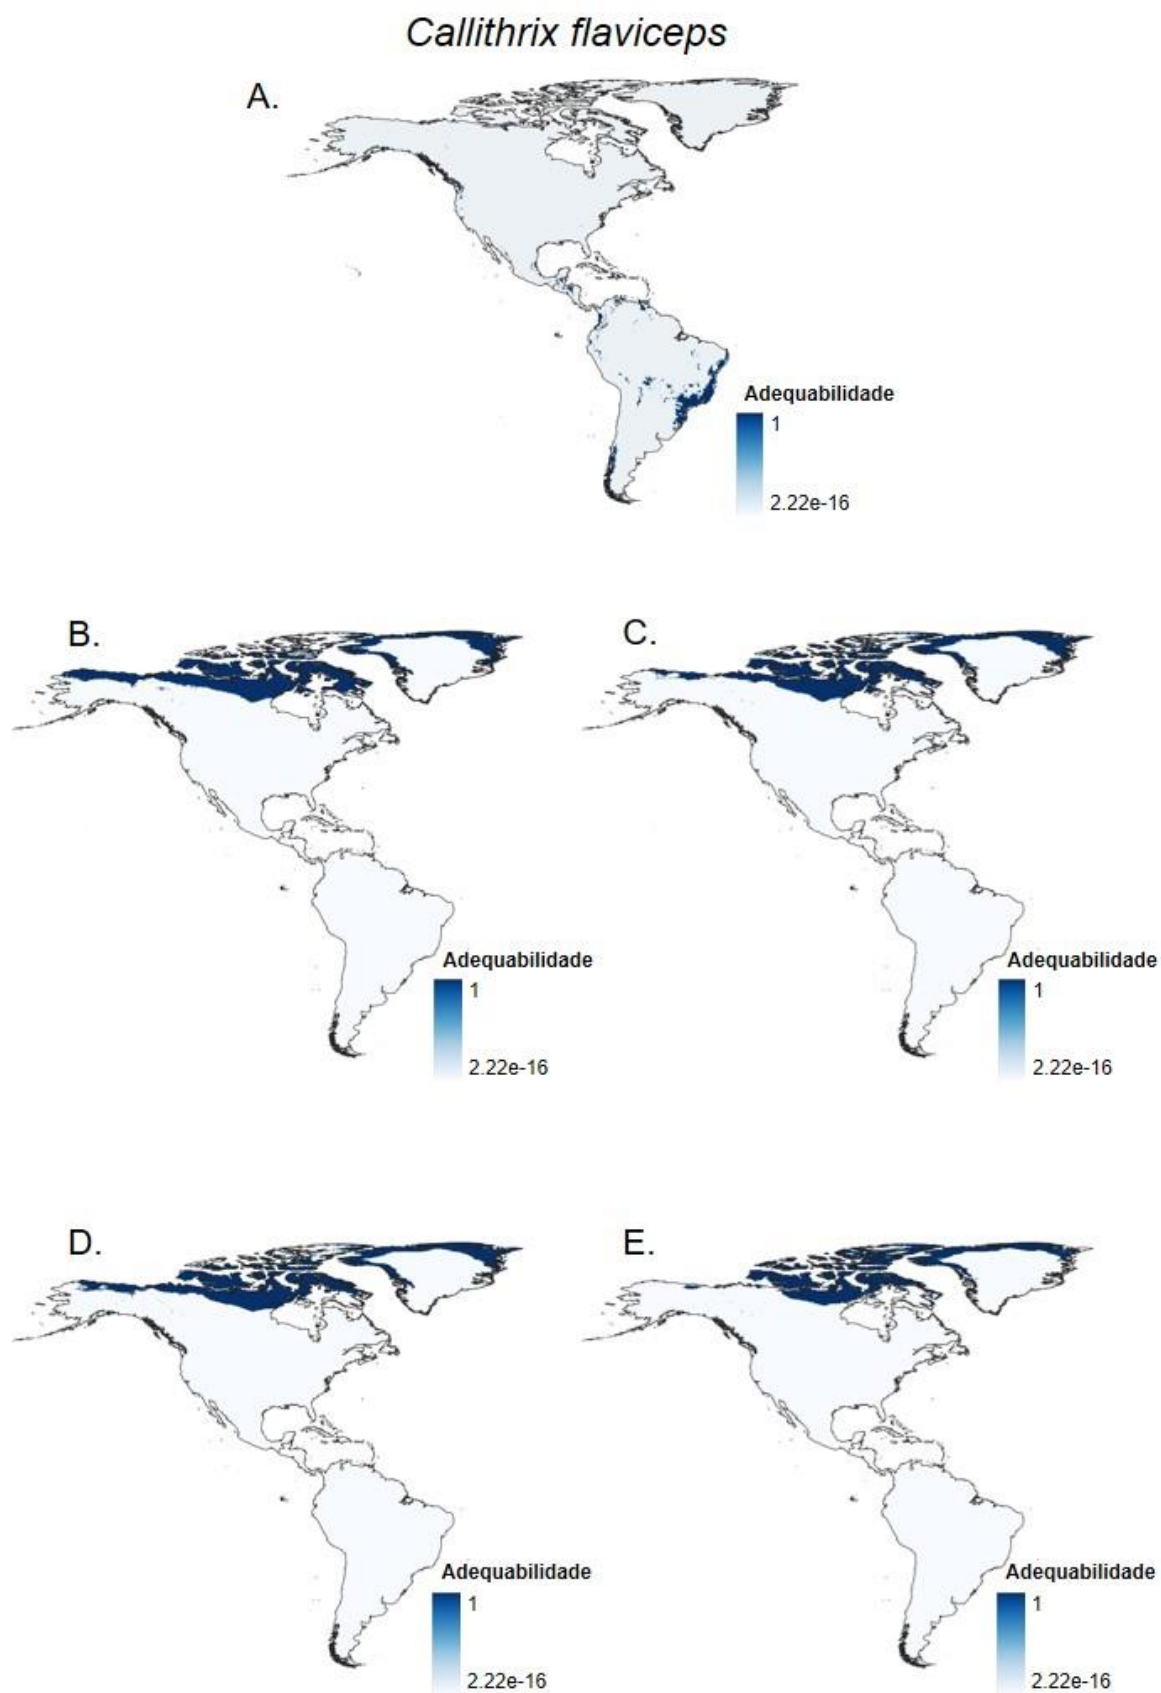 Callithrix flaviceps
A.
Adequabilidade
1
2.22e-16
B.
C.
Adequabilidade
1
2.22e-16
Adequabilidade
1
2.22e-16
D.
E.
Adequabilidade
1
2.22e-16
Adequabilidade
1
2.22e-16